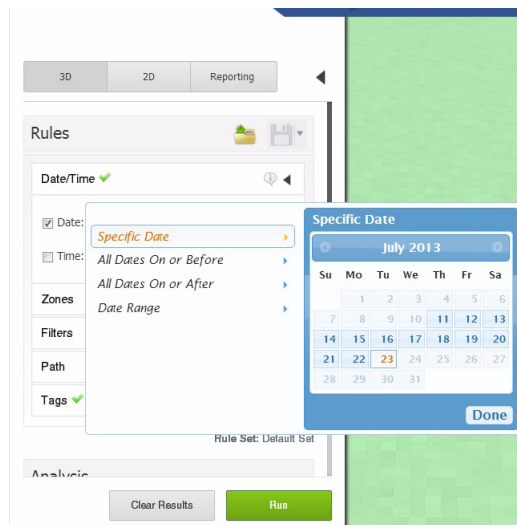 3D 2D Reporting
Rules
Date/Time
Date:
Time:
Zones
Filters
Path
Tags
Specific Date
All Dates On or Before
All Dates On or After
Date Range
Specific Date
July 2013
Su Mo Tu We Th Fr Sa
1 2 3 4 5 6
7 8 9 10 11 12 13
14 15 16 17 18 19 20
21 22 23 24 25 26 27
28 29 30 31
Done
Rule Set: Default Set
Analysis
Clear Results Run